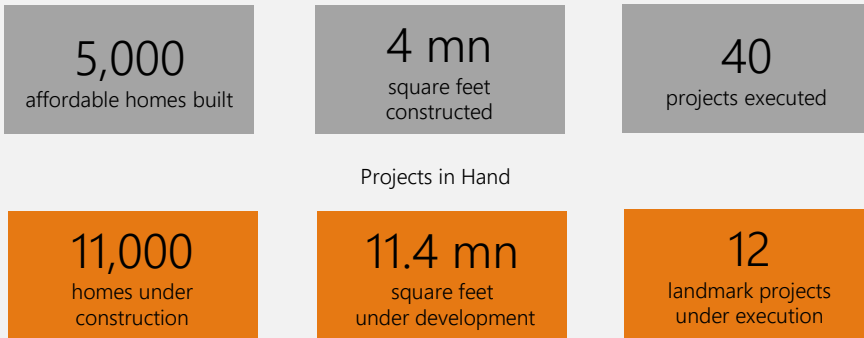 5,000
affordable homes built
4 mn
square feet
constructed
40
projects executed
Projects in Hand
11,000
homes under
construction
11.4 mn
square feet
under development
12
landmark projects
under execution